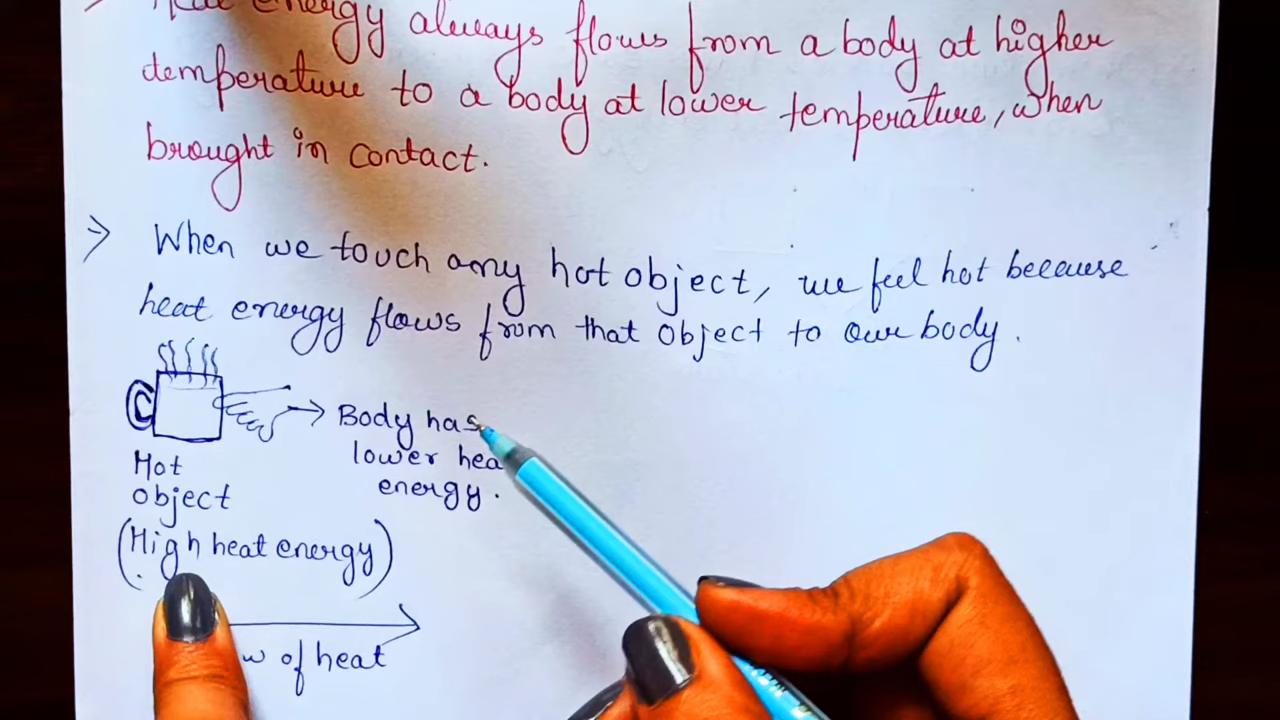 energy always flows from a body at higher
temperature to a body at lower temperature, when
brought in contact.
> When we touch any hot object, we feel hot because
heat energy flows from that object to our body.
→ Body has
lower hea
energy.
Hot
object
(High heat energy)
w of heat